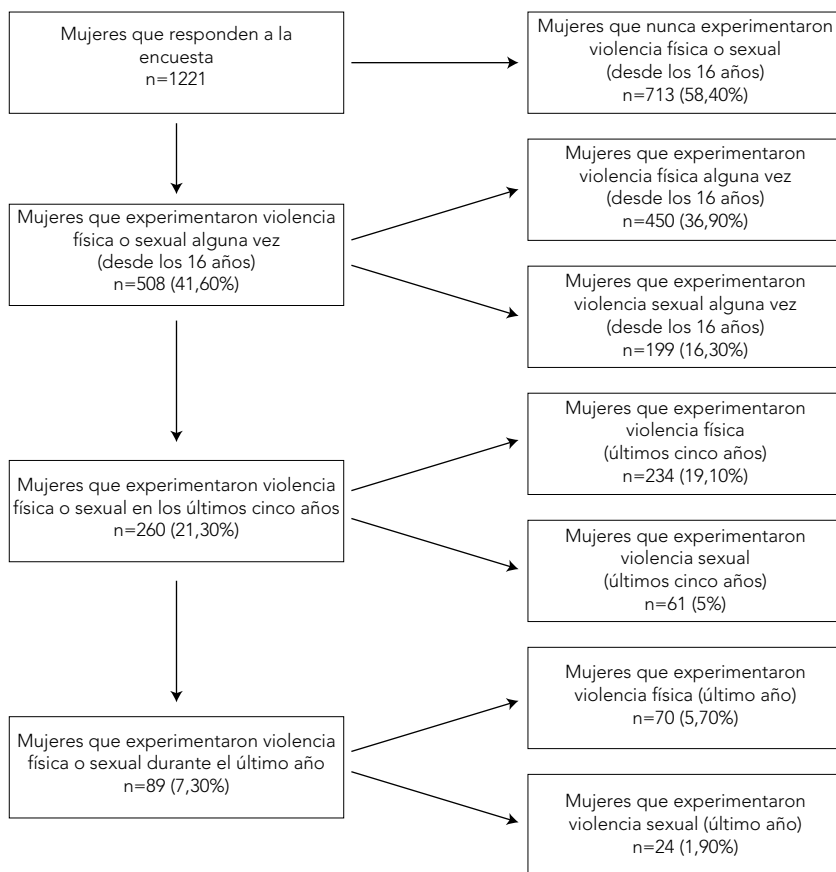 Mujeres que responden a la
encuesta
n=1221
Mujeres que nunca experimentaron
violencia física o sexual
(desde los 16 años)
n=713 (58,40%)
Mujeres que experimentaron violencia
física o sexual alguna vez
(desde los 16 años)
n=508 (41,60%)
Mujeres que experimentaron
violencia física alguna vez
(desde los 16 años)
n=450 (36,90%)
Mujeres que experimentaron
violencia sexual alguna vez
(desde los 16 años)
n=199 (16,30%)
Mujeres que experimentaron violencia
física o sexual en los últimos cinco años
n=260 (21,30%)
Mujeres que experimentaron
violencia física
(últimos cinco años)
n=234 (19,10%)
Mujeres que experimentaron
violencia sexual
(últimos cinco años)
n=61 (5%)
Mujeres que experimentaron violencia
física o sexual durante el último año
n=89 (7,30%)
Mujeres que experimentaron
violencia física (último año)
n=70 (5,70%)
Mujeres que experimentaron
violencia sexual (último año)
n=24 (1,90%)